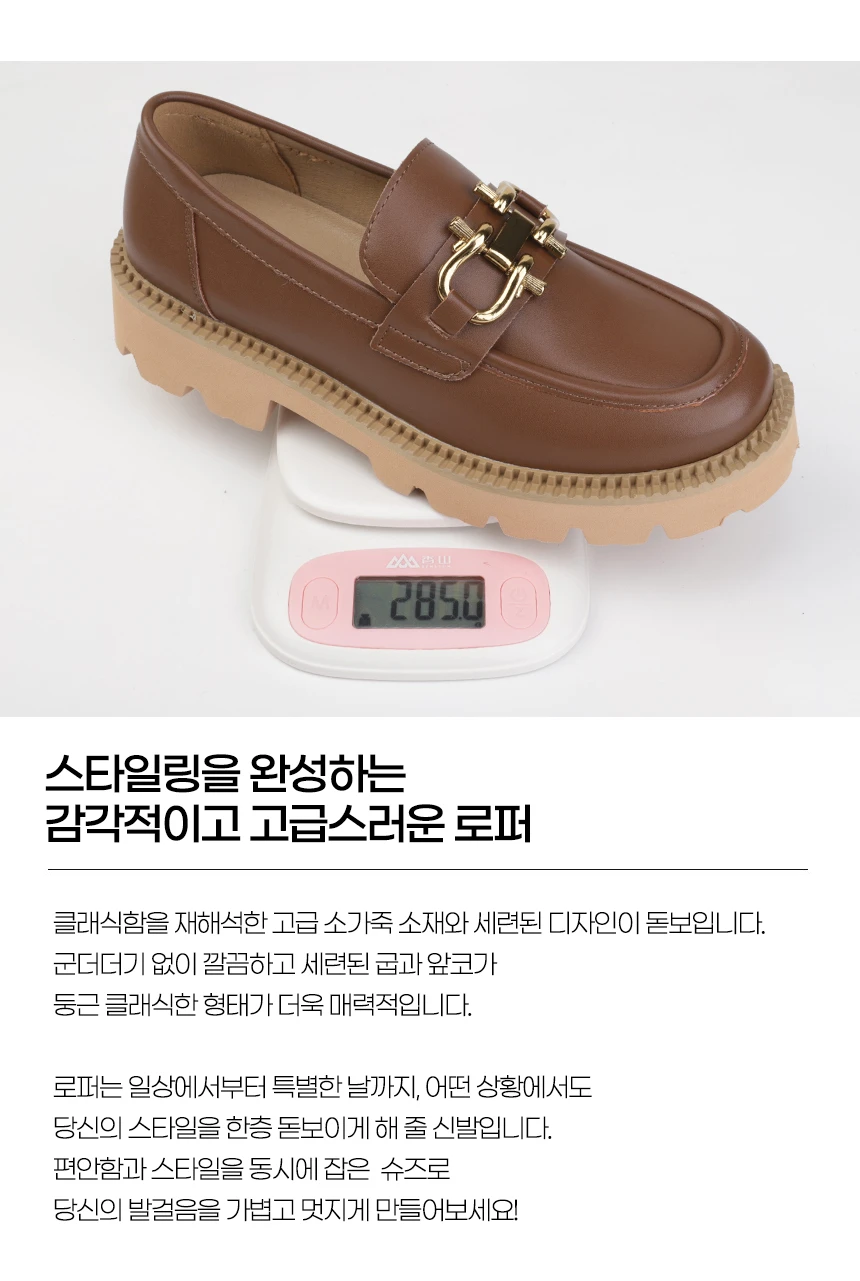 尚山
M
285.0
스타일링을 완성하는
감각적이고 고급스러운 로퍼
클래식함을 재해석한 고급 소가죽 소재와 세련된 디자인이 돋보입니다.
군더더기 없이 깔끔하고 세련된 굽과 앞코가
둥근 클래식한 형태가 더욱 매력적입니다.
로퍼는 일상에서부터 특별한 날까지, 어떤 상황에서도
당신의 스타일을 한층 돋보이게 해 줄 신발입니다.
편안함과 스타일을 동시에 잡은 슈즈로
당신의 발걸음을 가볍고 멋지게 만들어보세요!